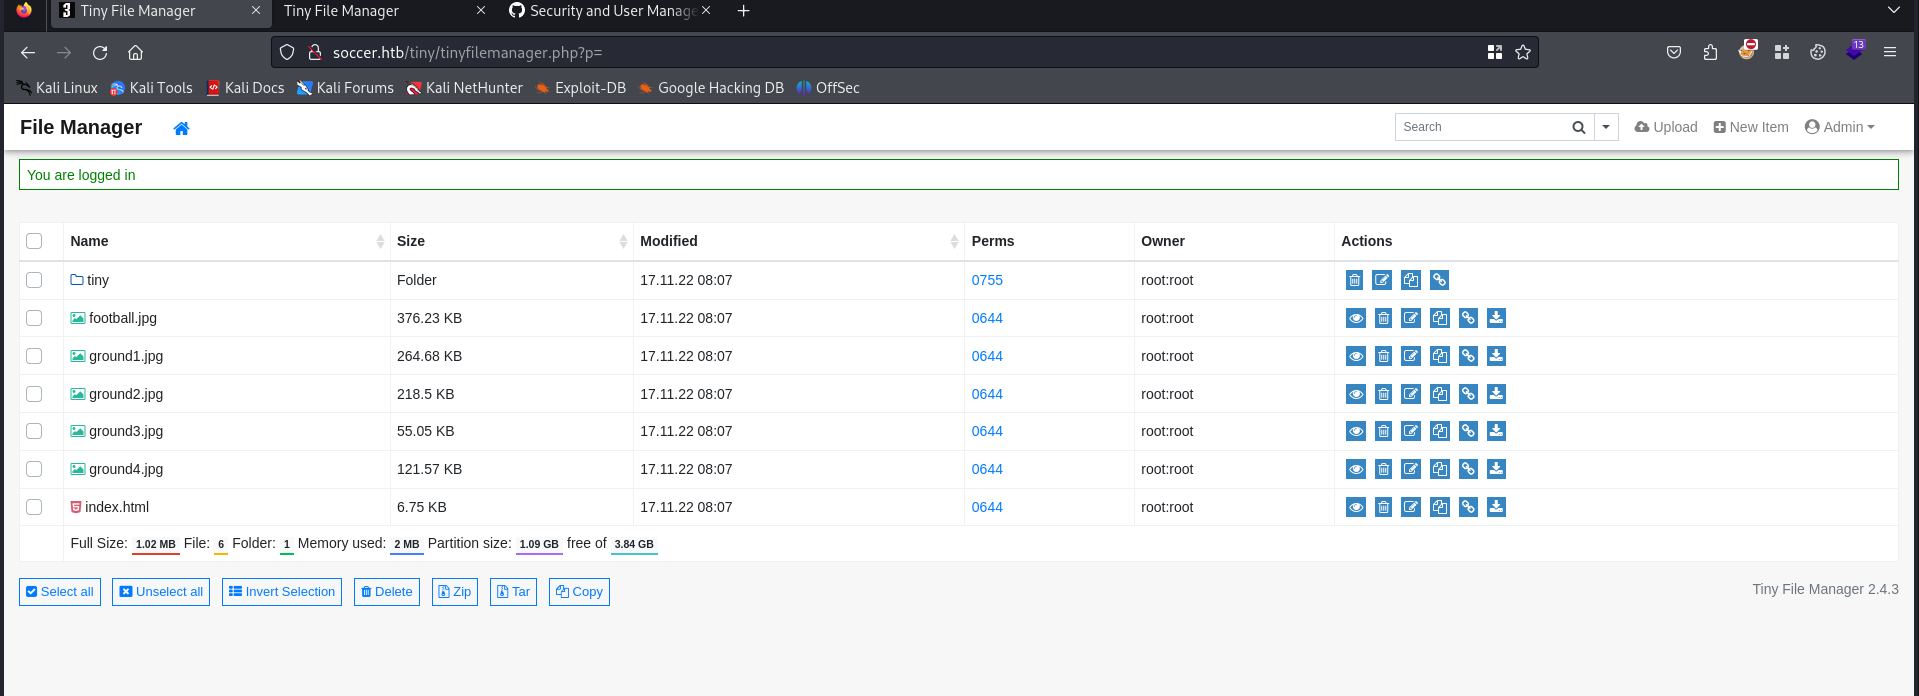 Tiny File Manager
Tiny File Manager
Security and User Manage
soccer.htb/tiny/tinyfilemanager.php?p=
13
Kali Linux Kali Tools Kali Docs Kali Forums Kali NetHunter Exploit-DB Google Hacking DB OffSec
File Manager Search Upload New Item Admin
You are logged in
Name Size Modified Perms Owner Actions
tiny Folder 17.11.22 08:07 0755 root:root
football.jpg 376.23 KB 17.11.22 08:07 0644 root:root
ground1.jpg 264.68 KB 17.11.22 08:07 0644 root:root
ground2.jpg 218.5 KB 17.11.22 08:07 0644 root:root
ground3.jpg 55.05 KB 17.11.22 08:07 0644 root:root
ground4.jpg 121.57 KB 17.11.22 08:07 0644 root:root
index.html 6.75 KB 17.11.22 08:07 0644 root:root
Full Size: 1.02 MB File: 6 Folder: 1 Memory used: 2 MB Partition size: 1.09 GB free of 3.84 GB
Select all Unselect all Invert Selection Delete Zip Tar Copy
Tiny File Manager 2.4.3